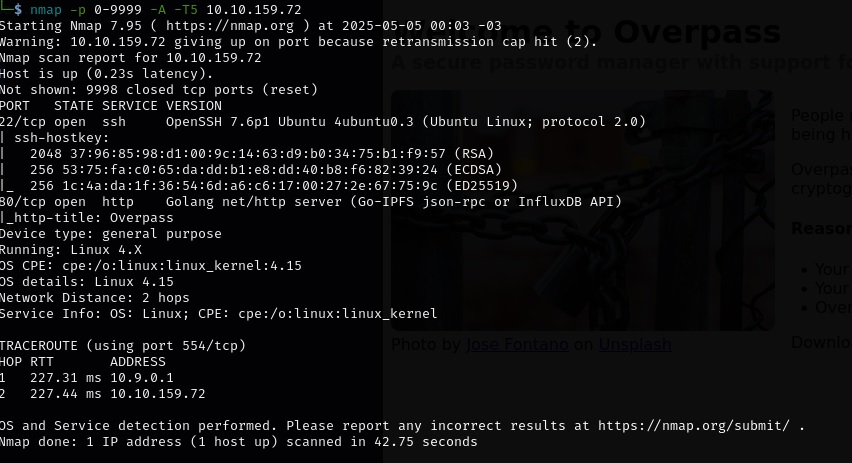 └─$ nmap -p 0-9999 -A -T5 10.10.159.72
Starting Nmap 7.95 ( https://nmap.org ) at 2025-05-05 00:03 -03
Warning: 10.10.159.72 giving up on port because retransmission cap hit (2).
Nmap scan report for 10.10.159.72
Host is up (0.23s latency).
Not shown: 9998 closed tcp ports (reset)
PORT   STATE SERVICE VERSION
22/tcp open  ssh     OpenSSH 7.6p1 Ubuntu 4ubuntu0.3 (Ubuntu Linux; protocol 2.0)
| ssh-hostkey:
|   2048 37:96:85:98:d1:00:9c:14:63:d9:b0:34:75:b1:f9:57 (RSA)
|   256 53:75:fa:c0:65:da:dd:b1:e8:dd:40:b8:f6:82:39:24 (ECDSA)
|_  256 1c:4a:da:1f:36:54:6d:a6:c6:17:00:27:2e:67:75:9c (ED25519)
80/tcp open  http    Golang net/http server (Go-IPFS json-rpc or InfluxDB API)
|_http-title: Overpass
Device type: general purpose
Running: Linux 4.X
OS CPE: cpe:/o:linux:linux_kernel:4.15
OS details: Linux 4.15
Network Distance: 2 hops
Service Info: OS: Linux; CPE: cpe:/o:linux:linux_kernel
TRACEROUTE (using port 554/tcp)
HOP RTT       ADDRESS
1   227.31 ms 10.9.0.1
2   227.44 ms 10.10.159.72
OS and Service detection performed. Please report any incorrect results at https://nmap.org/submit/ .
Nmap done: 1 IP address (1 host up) scanned in 42.75 seconds
to Overpass
A secure password manager with support
People
being h
Overpa
Reason
• Your
• Your
• Over
Photo by Jose Fontano on Unsplash
Downlo